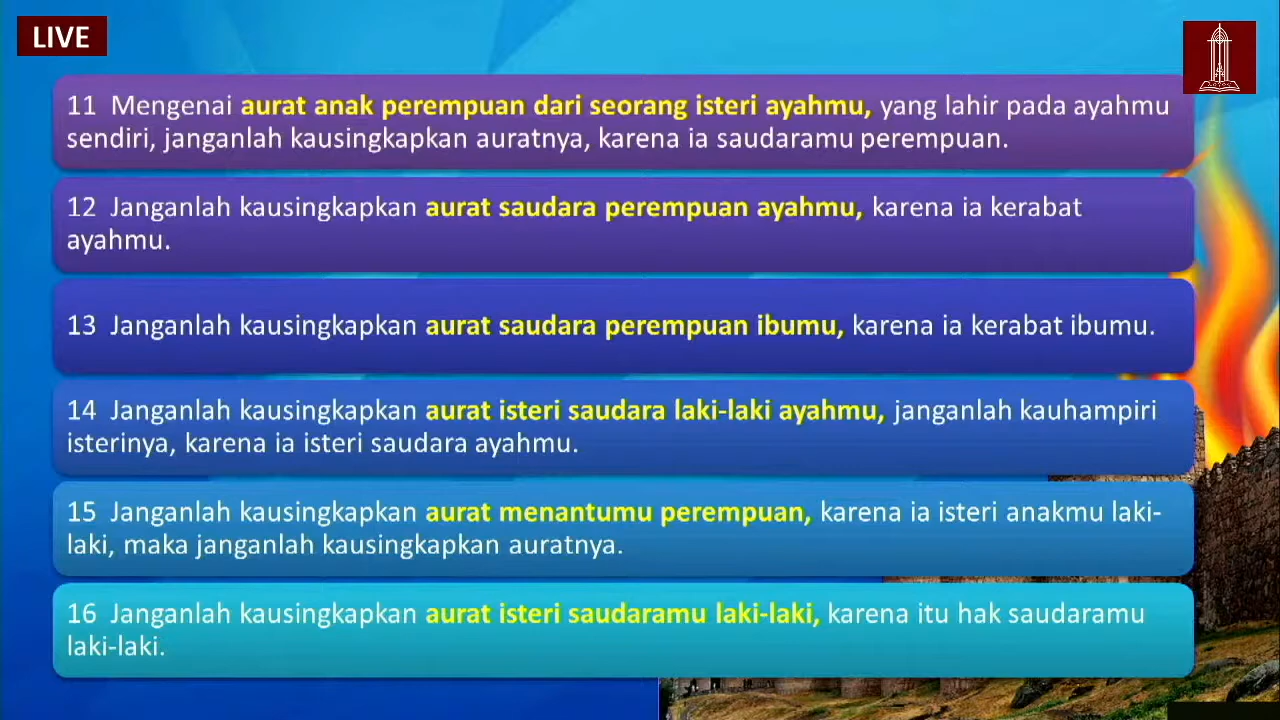 LIVE
11 Mengenai aurat anak perempuan dari seorang isteri ayahmu, yang lahir pada ayahmu
sendiri, janganlah kausingkapkan auratnya, karena ia saudaramu perempuan.
12 Janganlah kausingkapkan aurat saudara perempuan ayahmu, karena ia kerabat
ayahmu.
13 Janganlah kausingkapkan aurat saudara perempuan ibumu, karena ia kerabat ibumu.
14 Janganlah kausingkapkan aurat isteri saudara laki-laki ayahmu, janganlah kauhampiri
isterinya, karena ia isteri saudara ayahmu.
15 Janganlah kausingkapkan aurat menantumu perempuan, karena ia isteri anakmu laki-
laki, maka janganlah kausingkapkan auratnya.
16 Janganlah kausingkapkan aurat isteri saudaramu laki-laki, karena itu hak saudaramu
laki-laki.